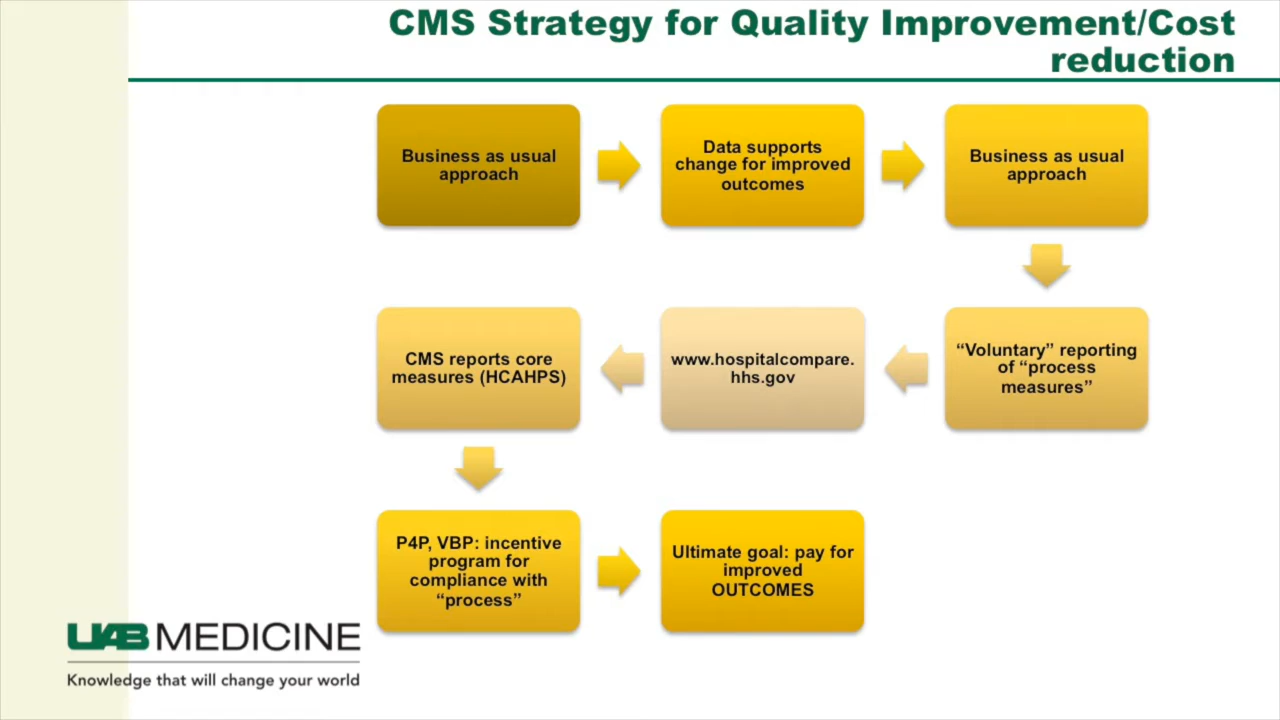 CMS Strategy for Quality Improvement/Cost
reduction
Business as usual
approach
Data supports
change for improved
outcomes
Business as usual
approach
“Voluntary” reporting
of “process
measures”
www.hospitalcompare.
hhs.gov
CMS reports core
measures (HCAHPS)
P4P, VBP: incentive
program for
compliance with
“process”
Ultimate goal: pay for
improved
OUTCOMES
UAB MEDICINE
Knowledge that will change your world